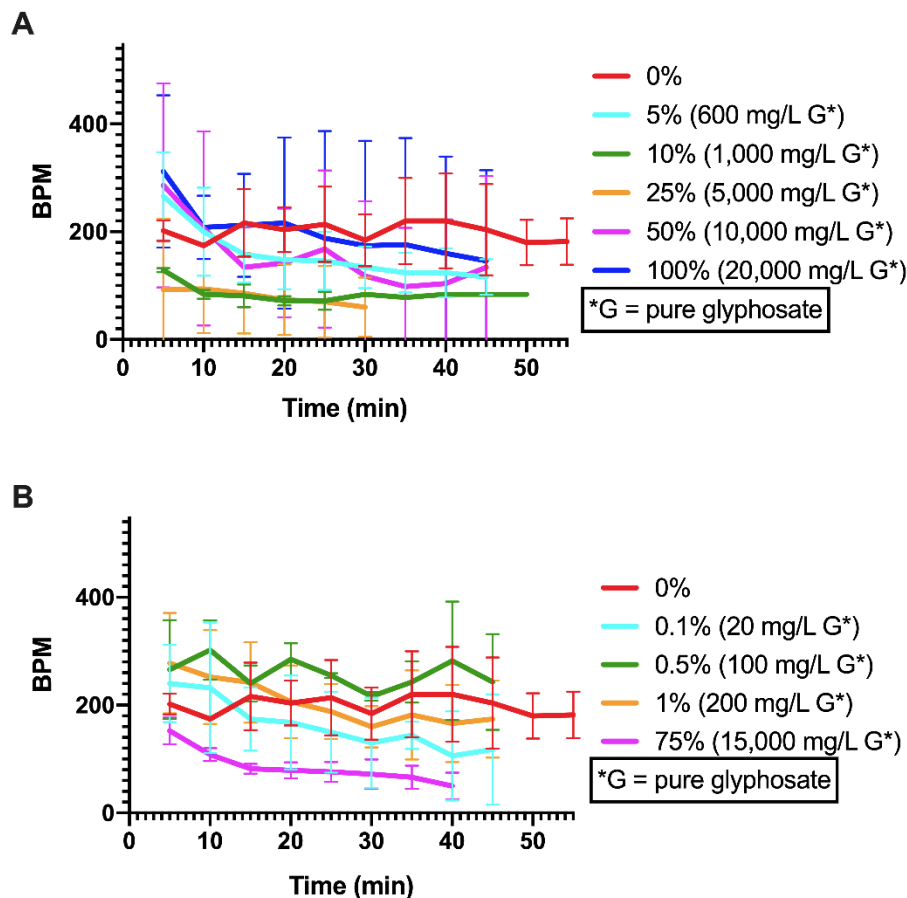 A
BPM
400
200
0
0 10 20 30 40 50
Time (min)
0%
5% (600 mg/L G*)
10% (1,000 mg/L G*)
25% (5,000 mg/L G*)
50% (10,000 mg/L G*)
100% (20,000 mg/L G*)
*G = pure glyphosate
B
BPM
400
200
0
0 10 20 30 40 50
Time (min)
0%
0.1% (20 mg/L G*)
0.5% (100 mg/L G*)
1% (200 mg/L G*)
75% (15,000 mg/L G*)
*G = pure glyphosate